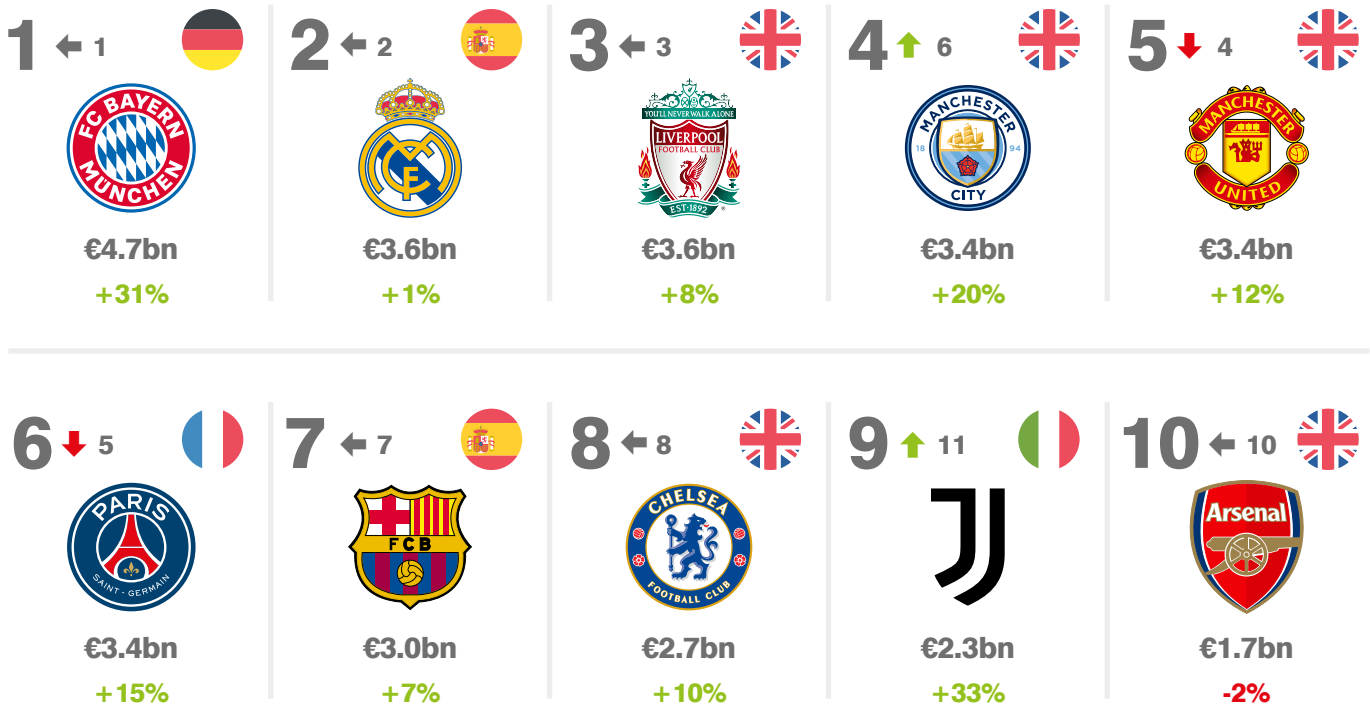 1 1
FC BAYERN
MÜNCHEN
€4.7bn
+31%
2 2
€3.6bn
+1%
3 3
YOU'LL NEVER WALK ALONE
LIVERPOOL
FOOTBALL CLUB
EST·1892
€3.6bn
+8%
4 6
MANCHESTER
18 94
CITY
€3.4bn
+20%
5 4
MANCHESTER
UNITED
€3.4bn
+12%
6 5
PARIS
SAINT-GERMAIN
€3.4bn
+15%
7 7
FCB
€3.0bn
+7%
8 8
CHELSEA
FOOTBALL CLUB
€2.7bn
+10%
9 11
€2.3bn
+33%
10 10
Arsenal
€1.7bn
-2%